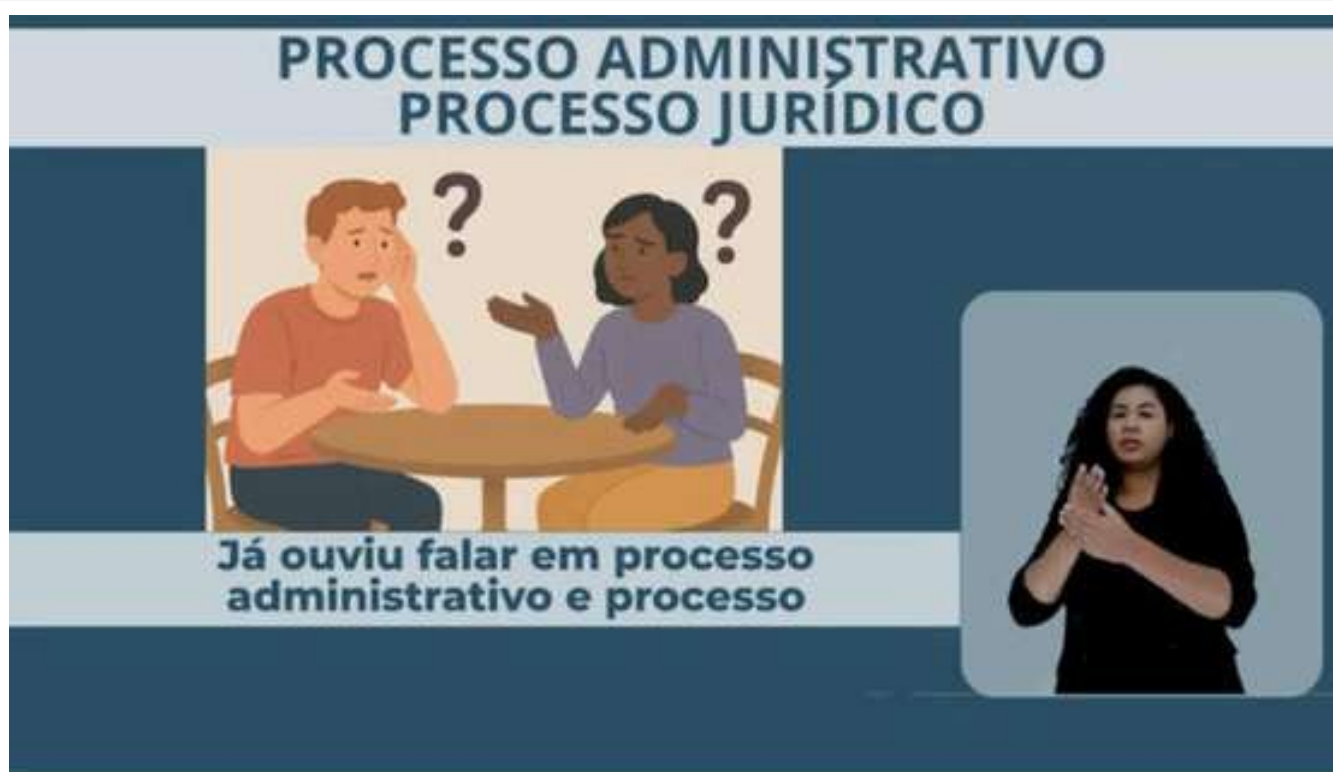 PROCESSO ADMINISTRATIVO
PROCESSO JURÍDICO
? ?
Já ouviu falar em processo
administrativo e processo